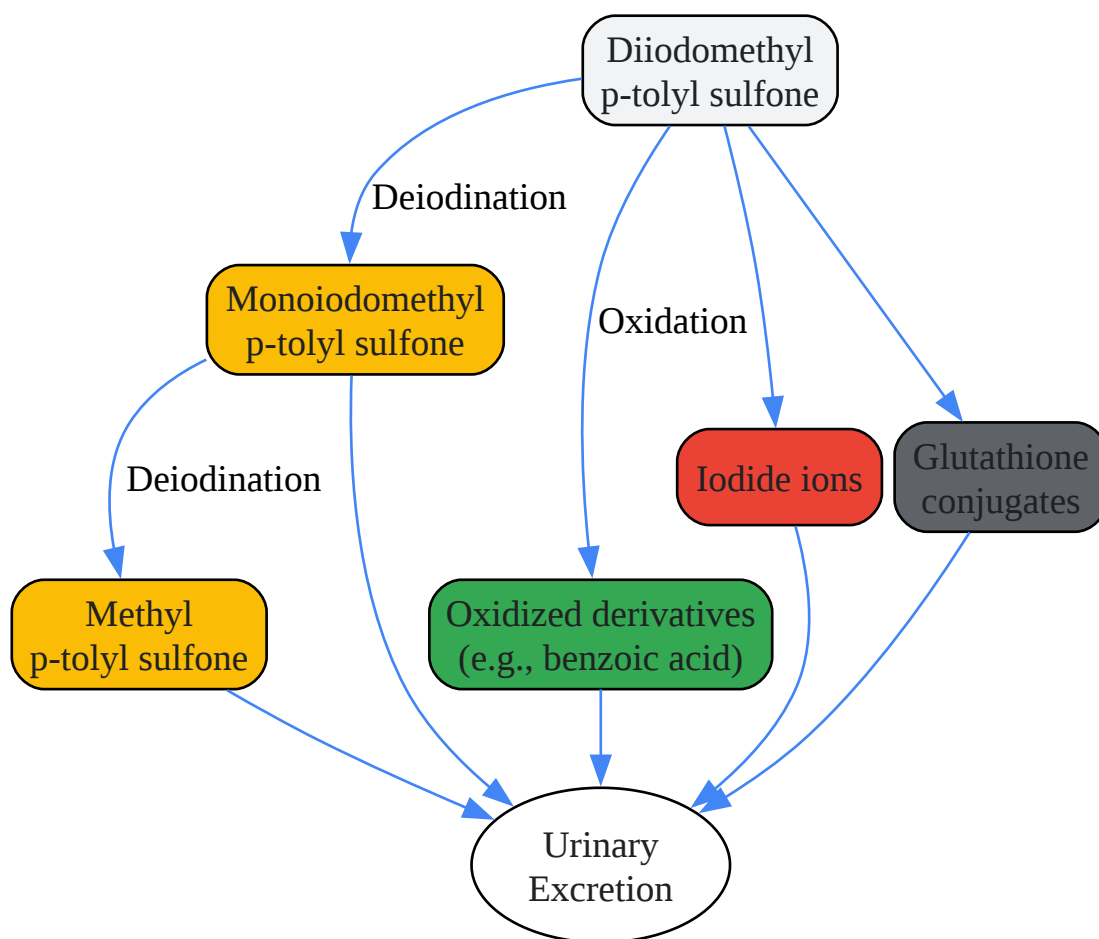 Diiodomethyl
p-tolyl sulfone
Deiodination
Monoiodomethyl
p-tolyl sulfone
Oxidation
Deiodination
Iodide ions
Glutathione
conjugates
Methyl
p-tolyl sulfone
Oxidized derivatives
(e.g., benzoic acid)
Urinary
Excretion